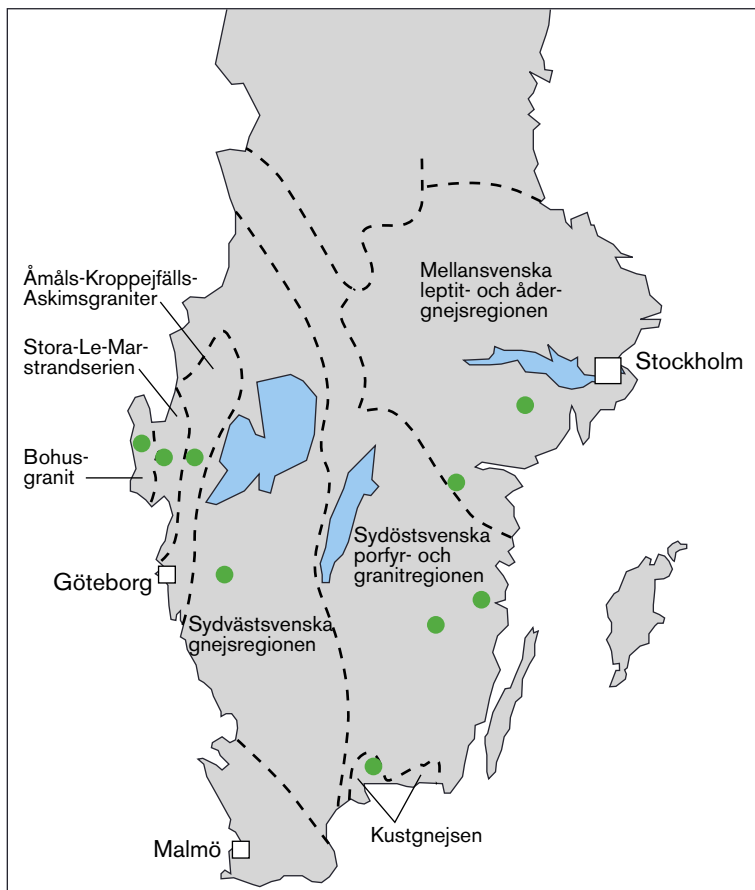 Åmåls-Kroppejfälls-
Askimsgraniter
Stora-Le-Mar-
strandserien
Bohus-
granit
Göteborg
Mellansvenska
leptit- och åder-
gnejsregionen
Stockholm
Sydöstsvenska
porfyr- och
granitregionen
Sydvästsvenska
gnejsregionen
Kustgnejsen
Malmö